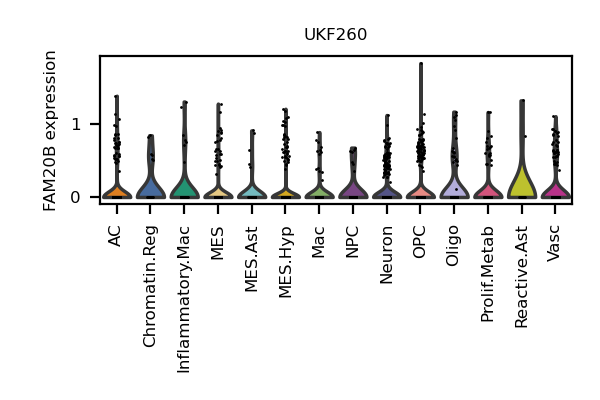 UKF260
FAM20B expression
1
0
AC
Chromatin.Reg
Inflammatory.Mac
MES
MES.Ast
MES.Hyp
Mac
NPC
Neuron
OPC
Oligo
Prolif.Metab
Reactive.Ast
Vasc